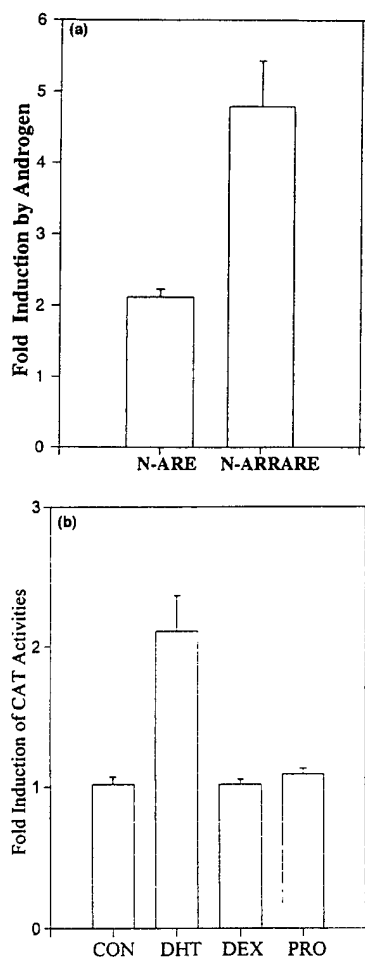 (a)
Fold Induction by Androgen
6
5
4
3
2
1
0
N-ARE N-ARRARE
(b)
Fold Induction of CAT Activities
3
2
1
0
CON DHT DEX PRO